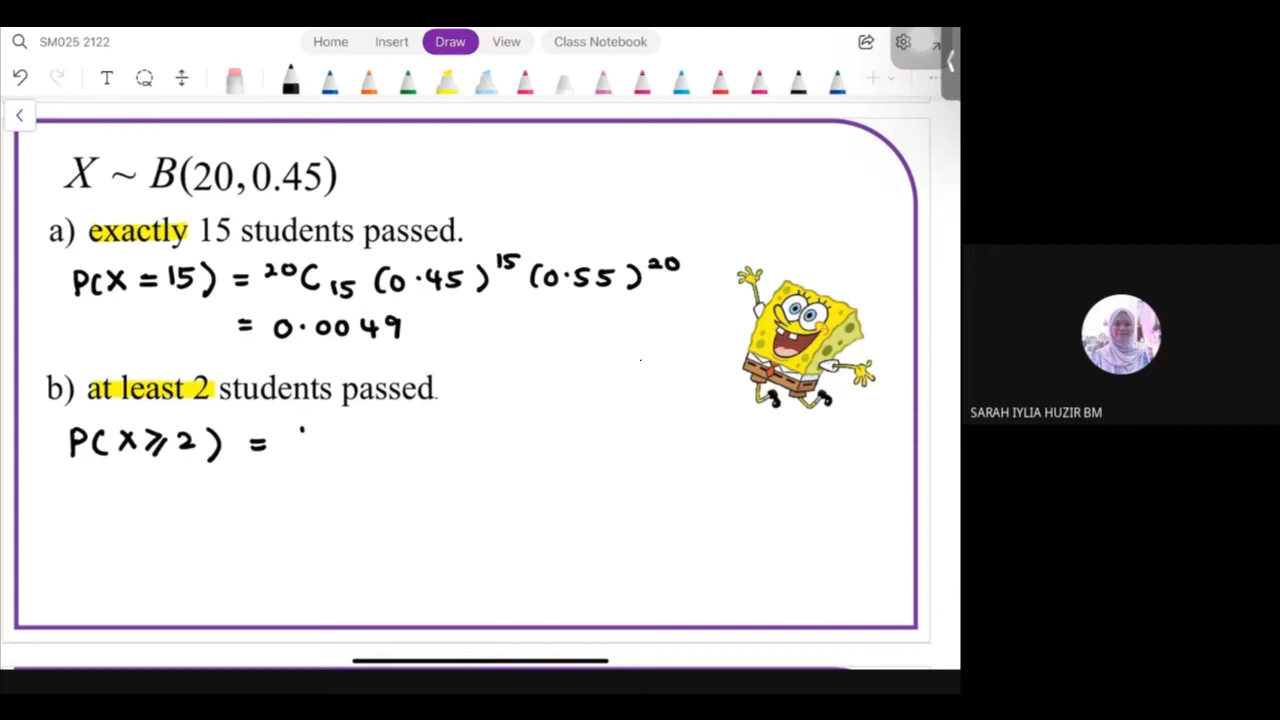 SM025 2122
Home Insert Draw View Class Notebook
T
X ~ B(20,0.45)
a) exactly 15 students passed.
P(X = 15) = ²⁰C₁₅ (0.45)¹⁵ (0.55)²⁰
= 0.0049
b) at least 2 students passed.
P(X ⩾ 2) =
SARAH IYLIA HUZIR BM